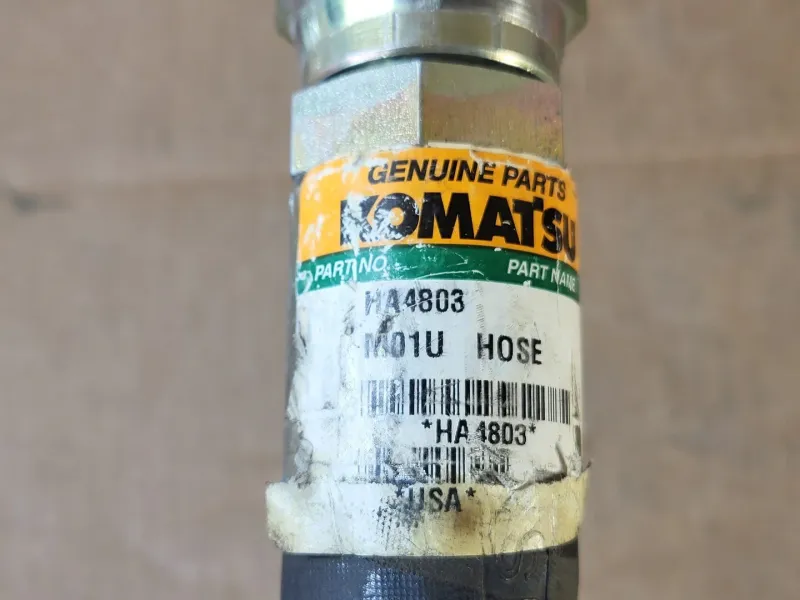 GENUINE PARTS
KOMATSU
PART NO. PART NAME
HA4803
M01U HOSE
*HA4803*
*USA*